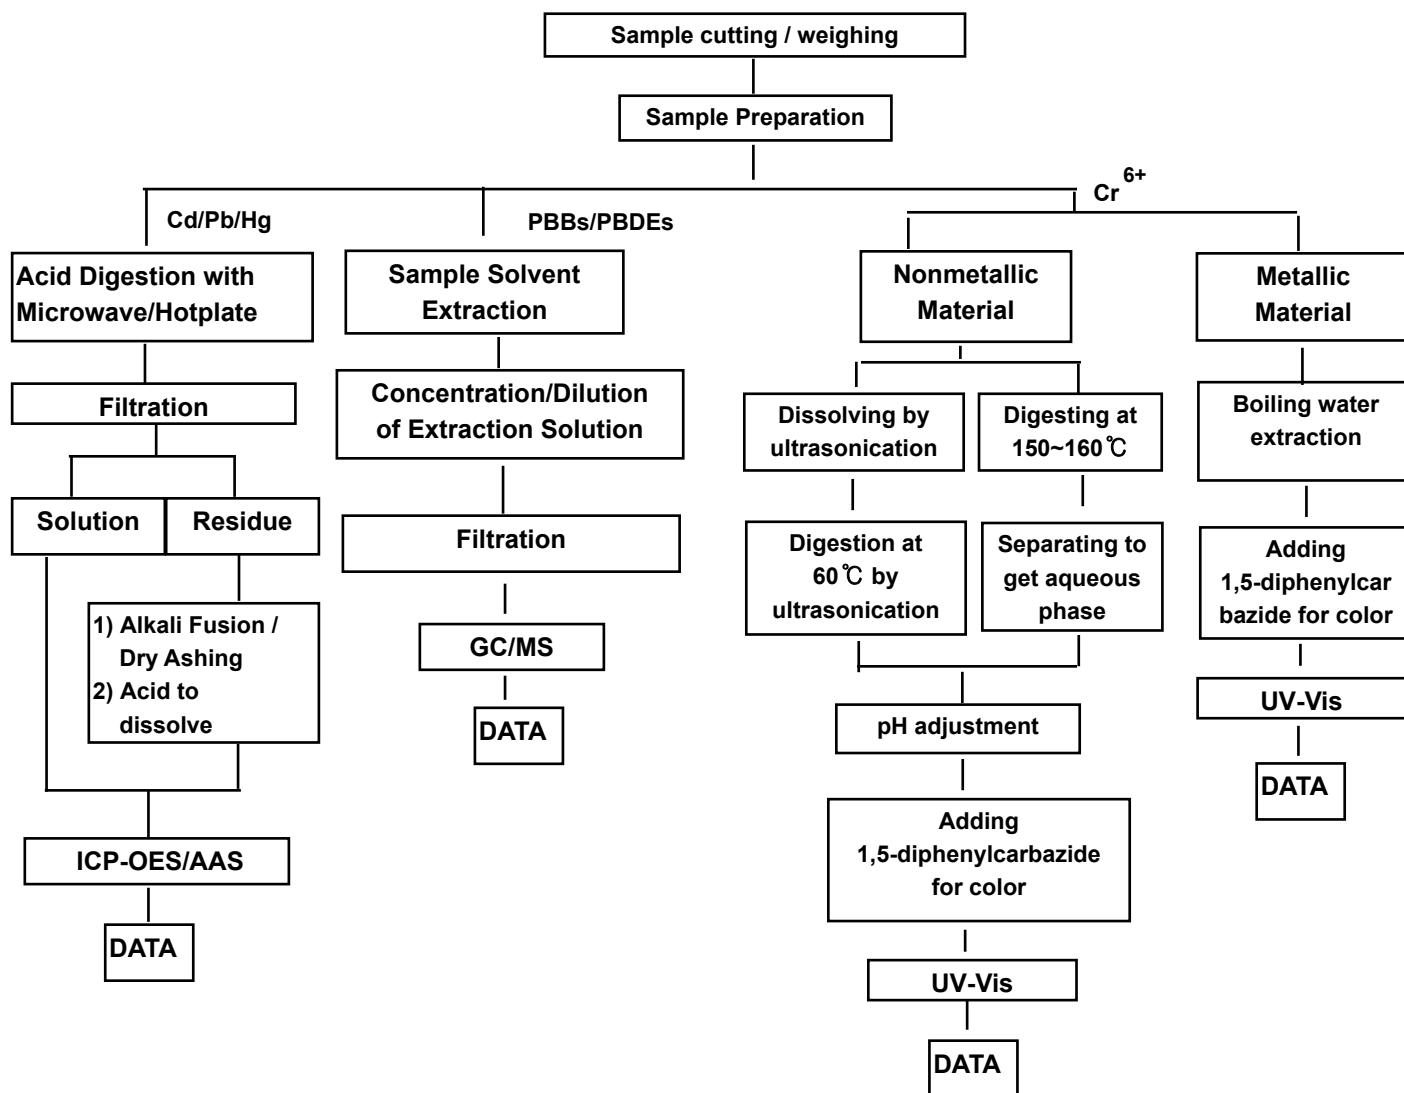 Sample cutting / weighing
Sample Preparation
Cd/Pb/Hg
PBBs/PBDEs
Cr 6+
Acid Digestion with
Microwave/Hotplate
Filtration
Solution
Residue
1) Alkali Fusion /
Dry Ashing
2) Acid to
dissolve
ICP-OES/AAS
DATA
Sample Solvent
Extraction
Concentration/Dilution
of Extraction Solution
Filtration
GC/MS
DATA
Nonmetallic
Material
Dissolving by
ultrasonication
Digestion at
60℃ by
ultrasonication
Digesting at
150~160℃
Separating to
get aqueous
phase
pH adjustment
Adding
1,5-diphenylcarbazide
for color
UV-Vis
DATA
Metallic
Material
Boiling water
extraction
Adding
1,5-diphenylcar
bazide for color
UV-Vis
DATA